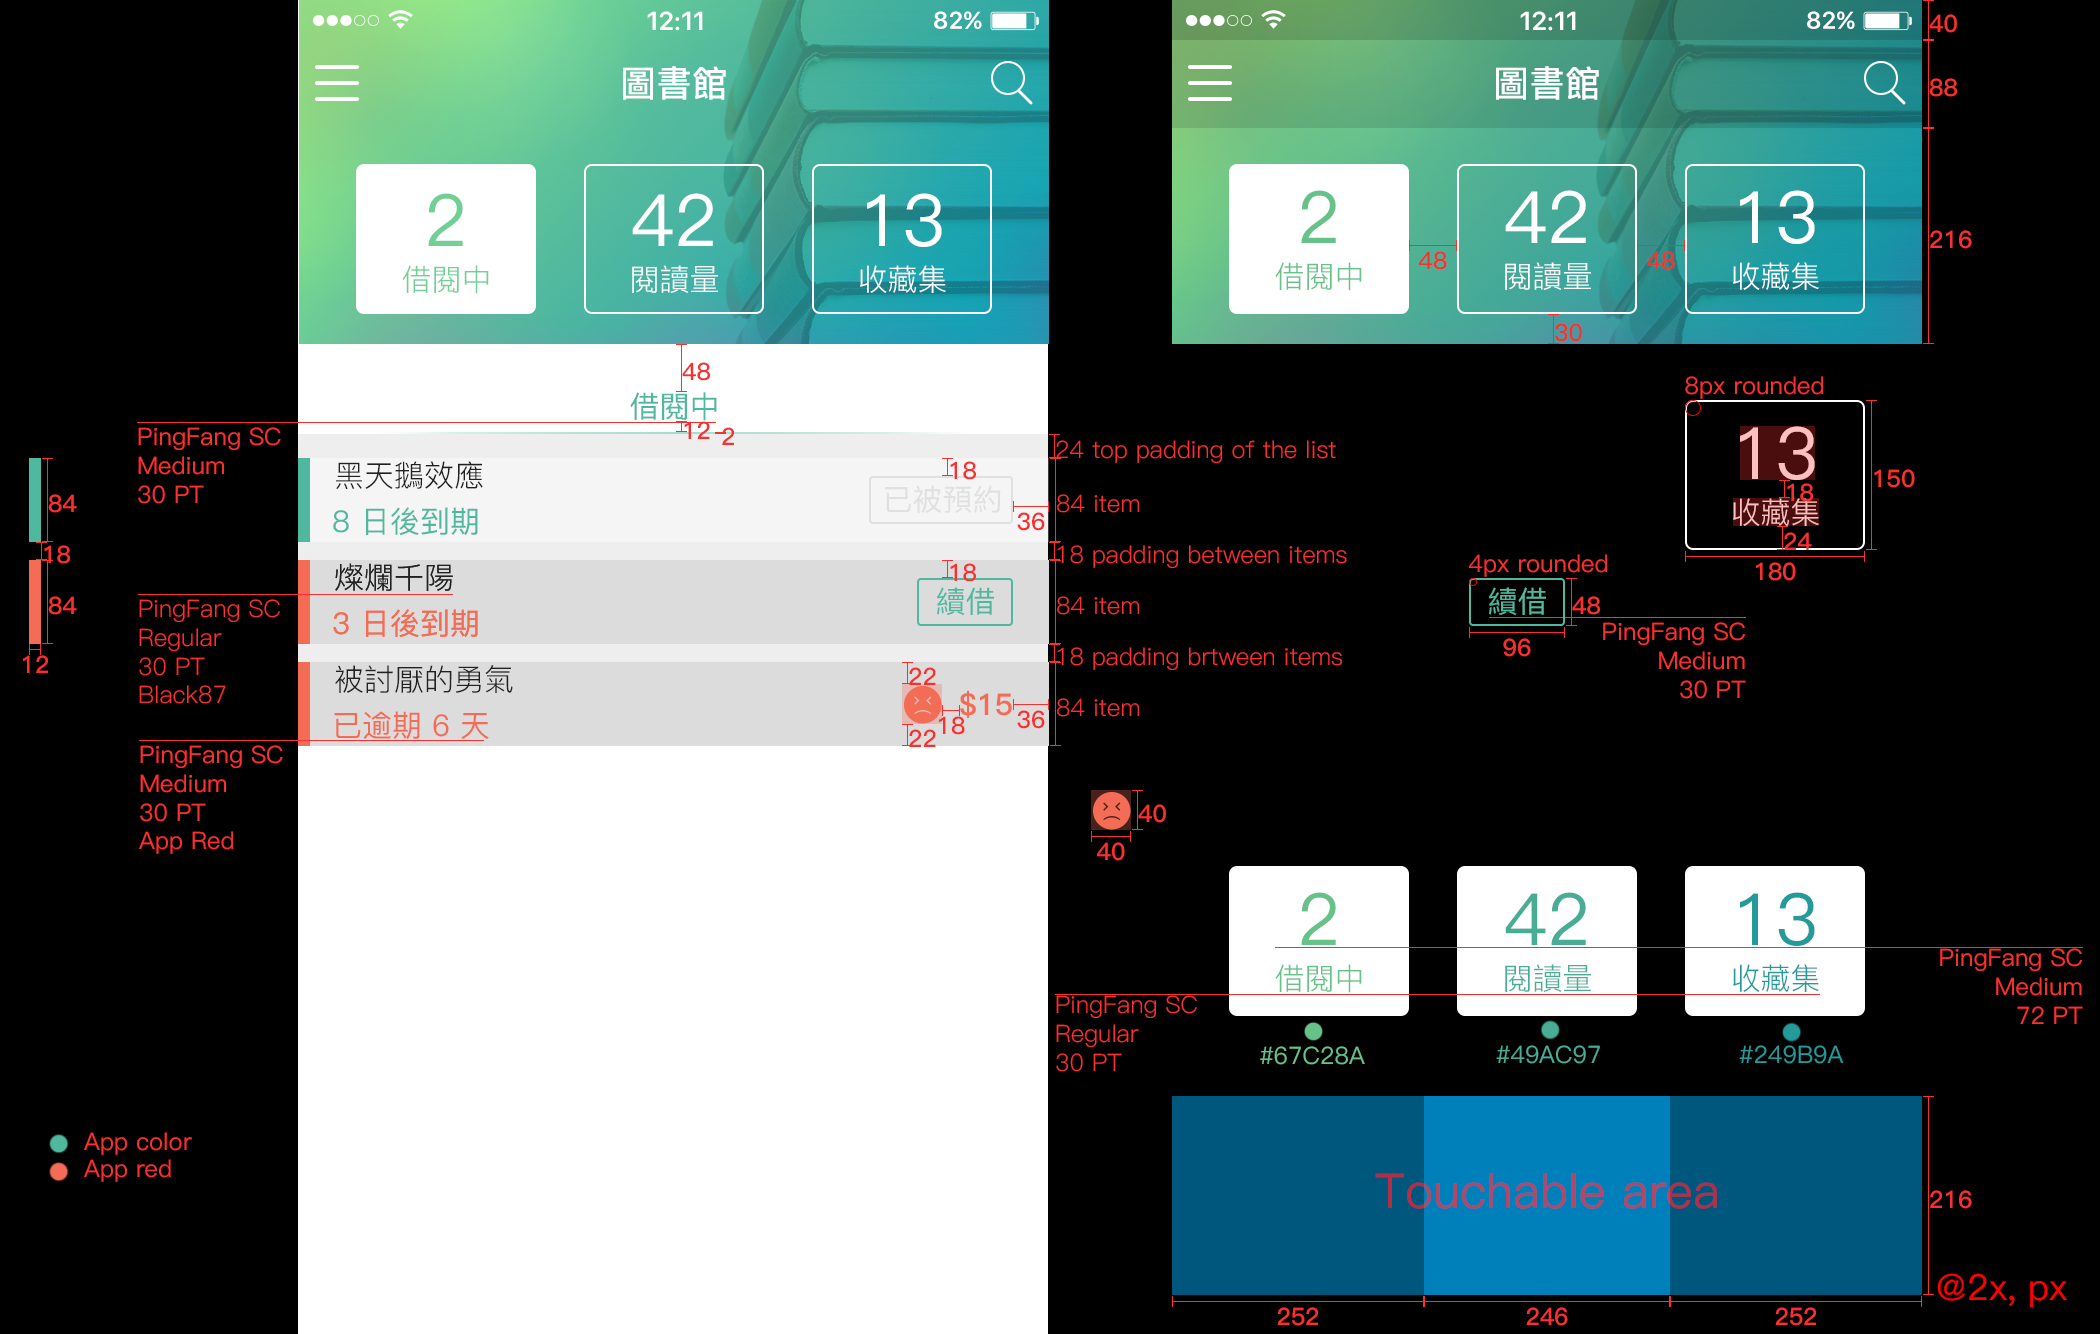 12:11
82%
圖書館
2
42
13
借閱中
閱讀量
收藏集
48
借閱中
12
2
PingFang SC
Medium
30 PT
84
18
84
12
黑天鵝效應
8 日後到期
18
已被預約
36
PingFang SC
Regular
30 PT
Black87
燦爛千陽
3 日後到期
18
續借
被討厭的勇氣
已逾期 6 天
22
18
22
$15
36
PingFang SC
Medium
30 PT
App Red
24 top padding of the list
84 item
18 padding between items
84 item
18 padding brtween items
84 item
App color
App red
12:11
82%
圖書館
2
42
13
借閱中
閱讀量
收藏集
48
48
30
40
88
216
8px rounded
13
18
收藏集
24
150
180
4px rounded
續借
48
96
PingFang SC
Medium
30 PT
40
40
2
42
13
借閱中
閱讀量
收藏集
PingFang SC
Medium
72 PT
PingFang SC
Regular
30 PT
#67C28A
#49AC97
#249B9A
Touchable area
216
252
246
252
@2x, px